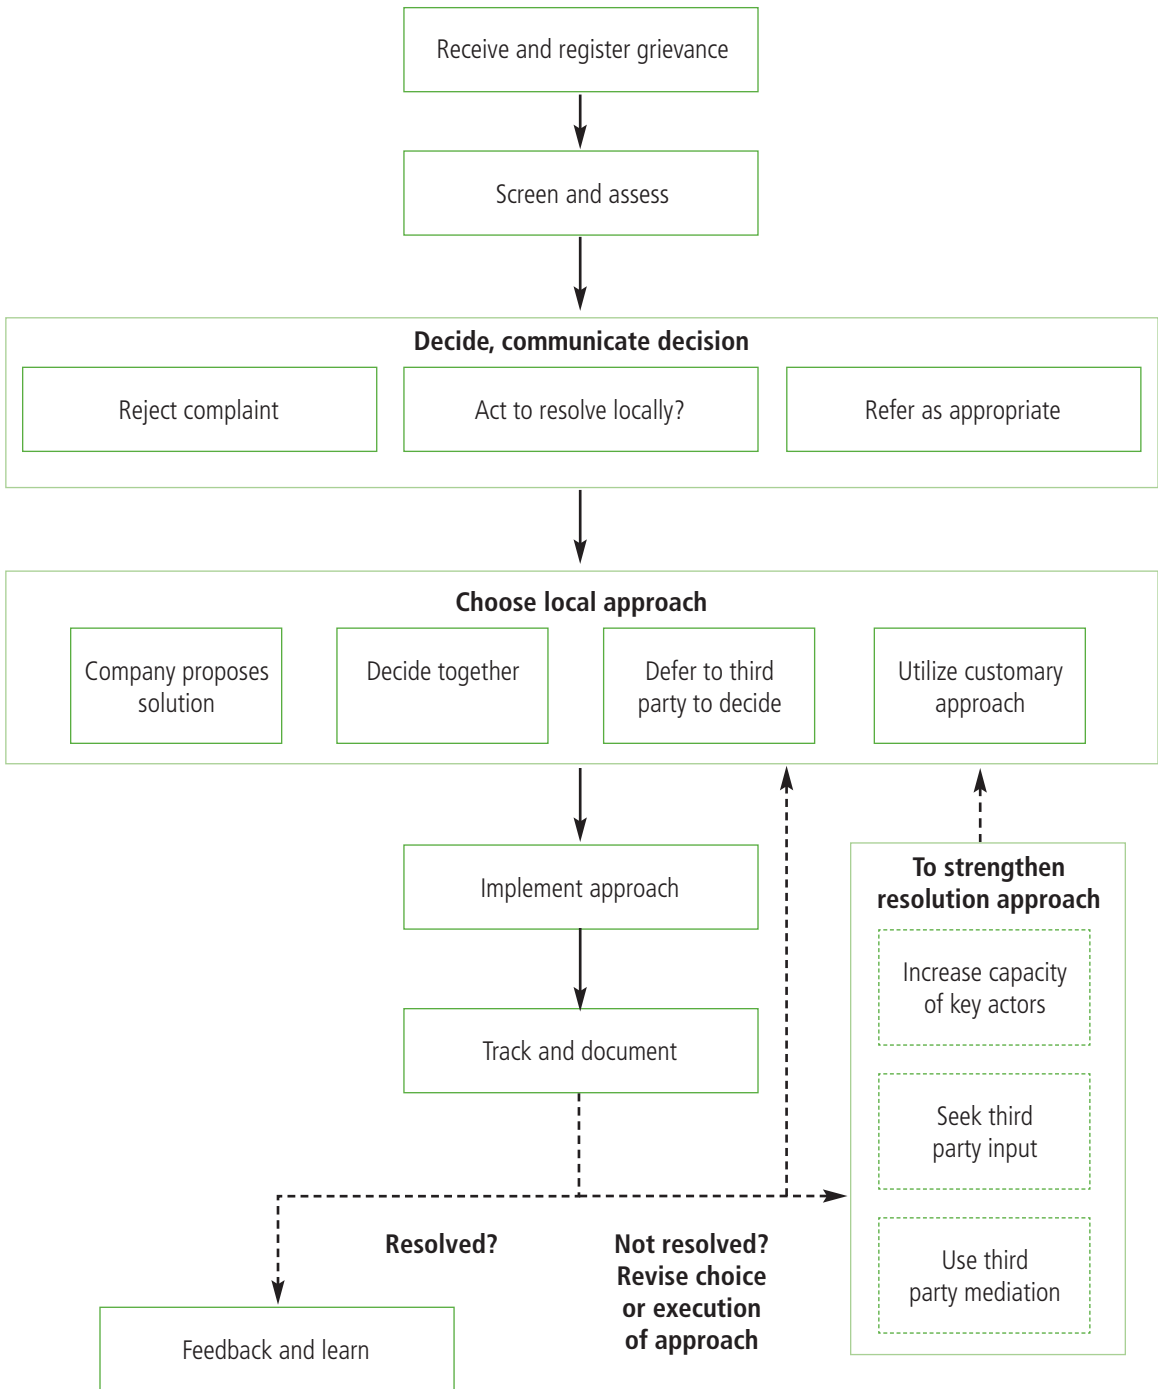 Receive and register grievance
Screen and assess
Decide, communicate decision
Reject complaint
Act to resolve locally?
Refer as appropriate
Choose local approach
Company proposes
solution
Decide together
Defer to third
party to decide
Utilize customary
approach
Implement approach
To strengthen
resolution approach
Increase capacity
of key actors
Track and document
Seek third
party input
Resolved?
Not resolved?
Revise choice
or execution
of approach
Use third
party mediation
Feedback and learn